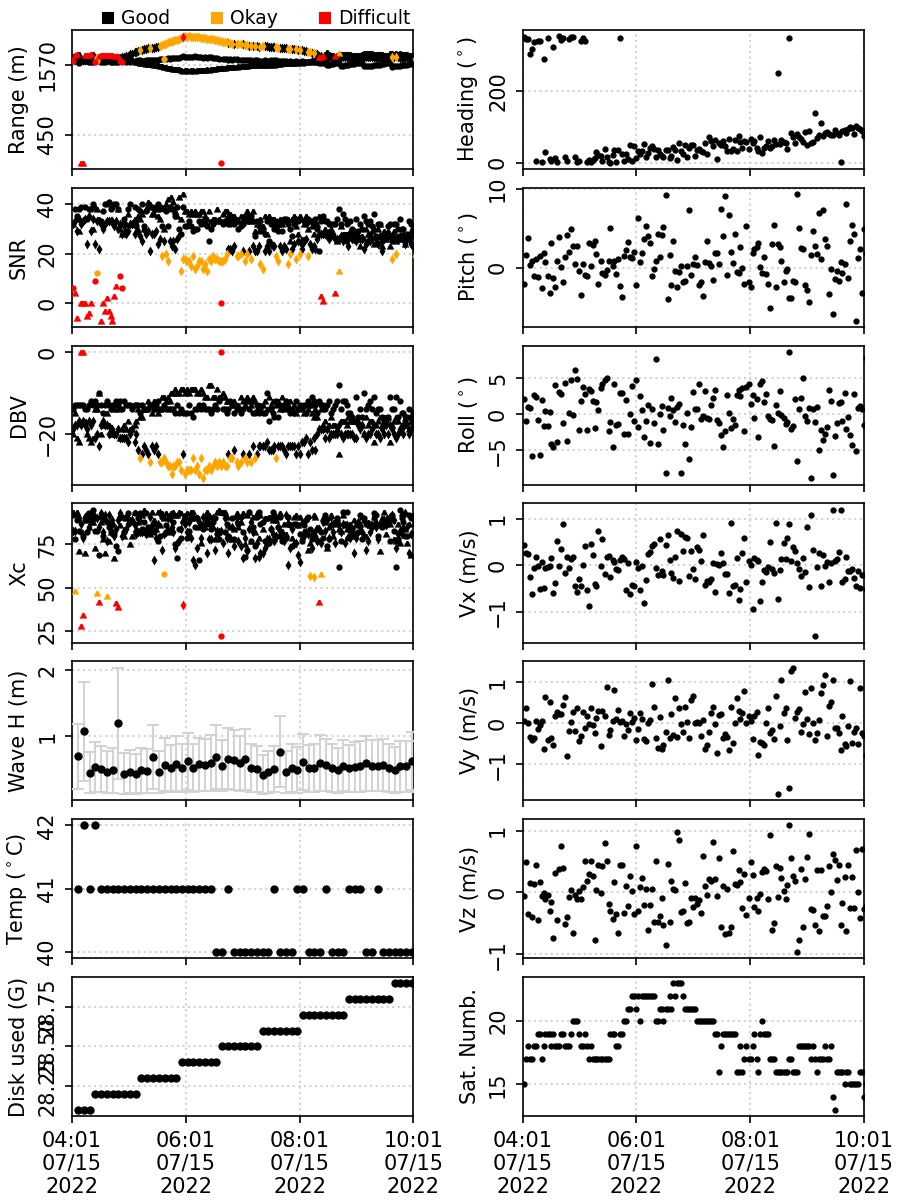 Good Okay Difficult
Range (m)
1570
450
Heading (°)
200
0
SNR
40
20
0
Pitch (°)
10
0
DBV
0
−20
Roll (°)
5
0
−5
Xc
75
50
25
Vx (m/s)
1
0
−1
Wave H (m)
2
1
Vy (m/s)
1
0
−1
Temp (°C)
42
41
40
Vz (m/s)
1
0
−1
Disk used (G)
28.75
Sat. Numb.
20
15
04:01 06:01 08:01 10:01
07/15 07/15 07/15 07/15
2022 2022 2022 2022
04:01 06:01 08:01 10:01
07/15 07/15 07/15 07/15
2022 2022 2022 2022